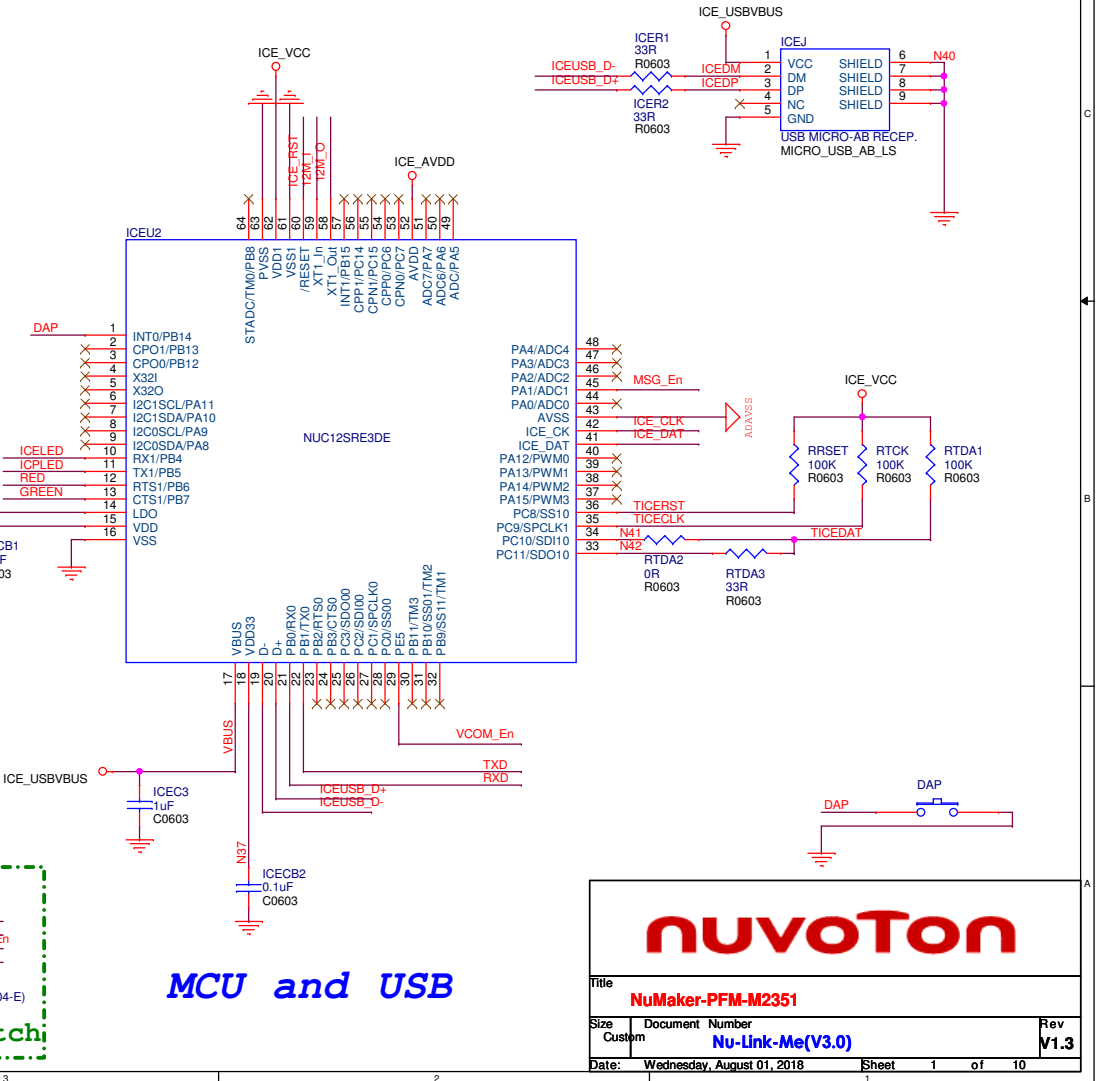 ICE_USBVBUS
ICER1
33R
R0603
ICEUSB_D-
ICEUSB_D+
ICEDM
ICEDP
ICER2
33R
R0603
ICEJ
1 VCC SHIELD 6 N40
2 DM SHIELD 7
3 DP SHIELD 8
4 NC SHIELD 9
5 GND
USB MICRO-AB RECEP.
MICRO_USB_AB_LS
C
ICE_VCC
ICE_RST
12M_I
12M_O
ICE_AVDD
ICEU2
64 STADC/TM0/PB8
63 PVSS
62 VDD1
61 VSS1
60 /RESET
59 XT1_In
58 XT1_Out
57 INT1/PB15
56 CPP1/PC14
55 CPN1/PC15
54 CPP0/PC6
53 CPN0/PC7
52 AVDD
51 ADC7/PA7
50 ADC6/PA6
49 ADC/PA5
DAP 1 INT0/PB14
2 CPO1/PB13
3 CPO0/PB12
4 X32I
5 X32O
6 I2C1SCL/PA11
7 I2C1SDA/PA10
8 I2C0SCL/PA9
9 I2C0SDA/PA8
ICELED 10 RX1/PB4
ICPLED 11 TX1/PB5
RED 12 RTS1/PB6
GREEN 13 CTS1/PB7
14 LDO
15 VDD
16 VSS
NUC12SRE3DE
PA4/ADC4 48
PA3/ADC3 47
PA2/ADC2 46
PA1/ADC1 45 MSG_En
PA0/ADC0 44
AVSS 43
ICE_CK 42 ICE_CLK
ICE_DAT 41 ICE_DAT
PA12/PWM0 40
PA13/PWM1 39
PA14/PWM2 38
PA15/PWM3 37
PC8/SS10 36 TICERST
PC9/SPCLK1 35 TICECLK
PC10/SDI10 34 N41
PC11/SDO10 33 N42
ADAVSS
ICE_VCC
RRSET
100K
R0603
RTCK
100K
R0603
RTDA1
100K
R0603
TICEDAT
RTDA2
0R
R0603
RTDA3
33R
R0603
B
CB1
F
03
VBUS 17
VDD33 18
D- 19
D+ 20
PB0/RX0 21
PB1/TX0 22
PB2/RTS0 23
PB3/CTS0 24
PC3/SDO00 25
PC2/SDI00 26
PC1/SPCLK0 27
PC0/SS00 28
PE5 29
PB11/TM3 30
PB10/SS01/TM2 31
PB9/SS11/TM1 32
VBUS
VCOM_En
TXD
RXD
ICEUSB_D+
ICEUSB_D-
ICE_USBVBUS
ICEC3
1uF
C0603
N37
ICECB2
0.1uF
C0603
DAP
DAP
A
En
04-E)
tch
MCU and USB
nuvoTon
Title
NuMaker-PFM-M2351
Size Document Number Rev
Custom Nu-Link-Me(V3.0) V1.3
Date: Wednesday, August 01, 2018 Sheet 1 of 10
3 2 1